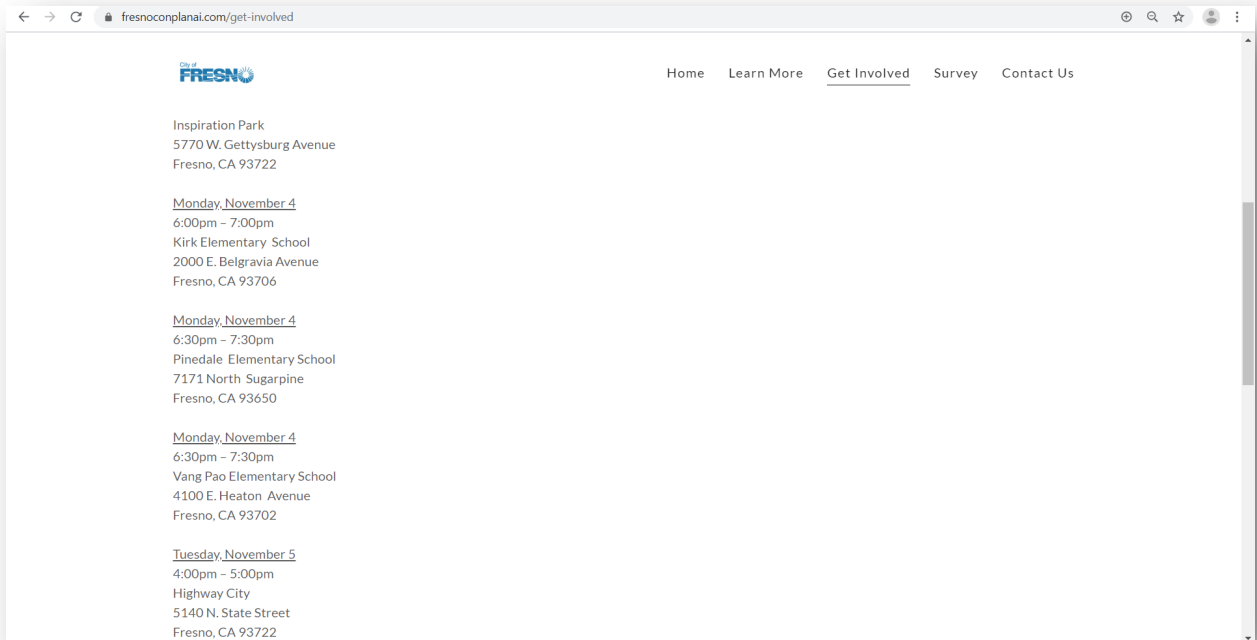 fresnoconplanai.com/get-involved
City of
FRESNO
Home Learn More Get Involved Survey Contact Us
Inspiration Park
5770 W. Gettysburg Avenue
Fresno, CA 93722
Monday, November 4
6:00pm – 7:00pm
Kirk Elementary School
2000 E. Belgravia Avenue
Fresno, CA 93706
Monday, November 4
6:30pm – 7:30pm
Pinedale Elementary School
7171 North Sugarpine
Fresno, CA 93650
Monday, November 4
6:30pm – 7:30pm
Vang Pao Elementary School
4100 E. Heaton Avenue
Fresno, CA 93702
Tuesday, November 5
4:00pm – 5:00pm
Highway City
5140 N. State Street
Fresno, CA 93722